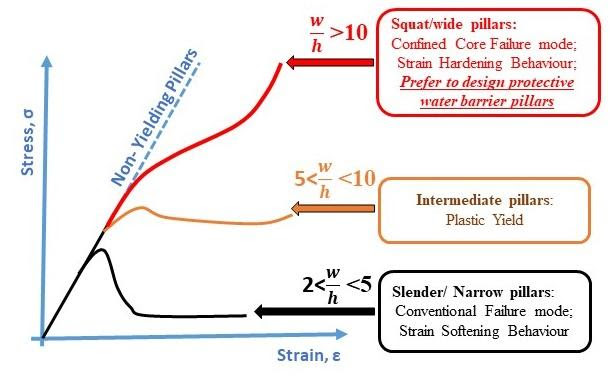 w/h >10
Squat/wide pillars:
Confined Core Failure mode;
Strain Hardening Behaviour;
Prefer to design protective
water barrier pillars
Non-Yielding Pillars
Stress, σ
5< w/h <10
Intermediate pillars:
Plastic Yield
2< w/h <5
Slender/ Narrow pillars:
Conventional Failure mode;
Strain Softening Behaviour
Strain, ε